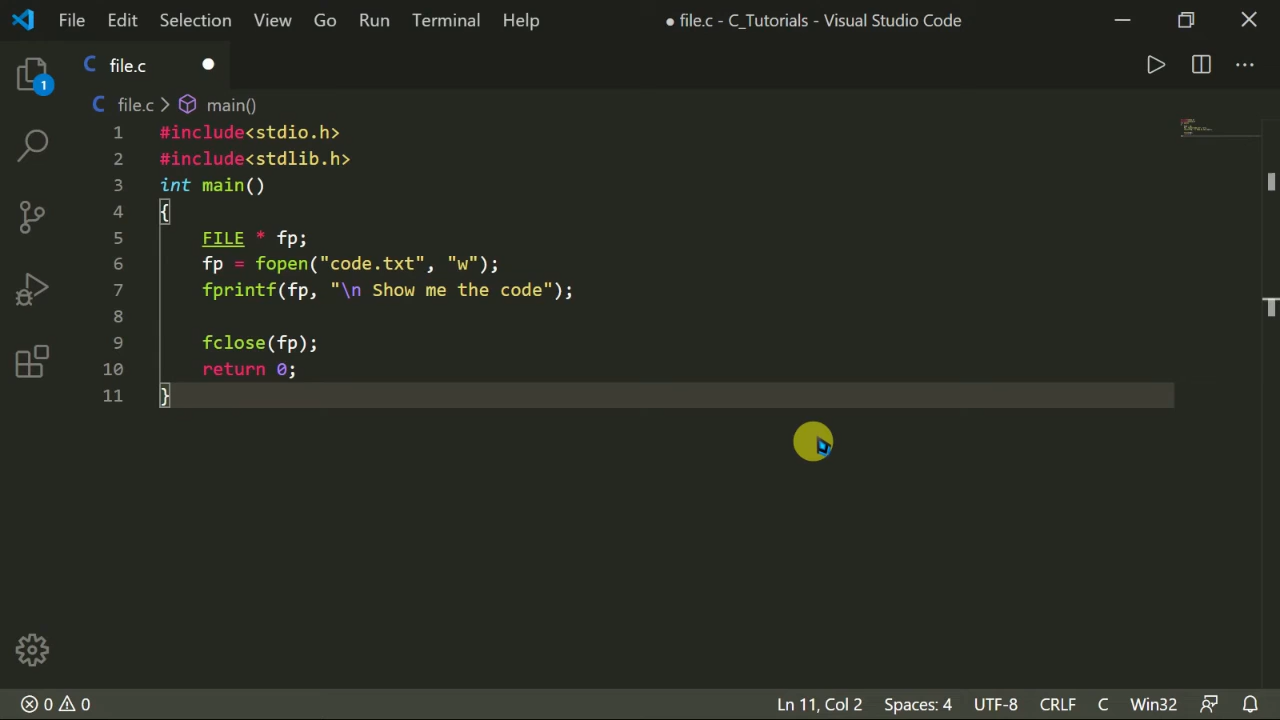 File Edit Selection View Go Run Terminal Help ● file.c - C_Tutorials - Visual Studio Code
C file.c
1
C file.c > main()
1 #include<stdio.h>
2 #include<stdlib.h>
3 int main()
4 {
5 FILE * fp;
6 fp = fopen("code.txt", "w");
7 fprintf(fp, "\n Show me the code");
8
9 fclose(fp);
10 return 0;
11 }
0 0 Ln 11, Col 2 Spaces: 4 UTF-8 CRLF C Win32